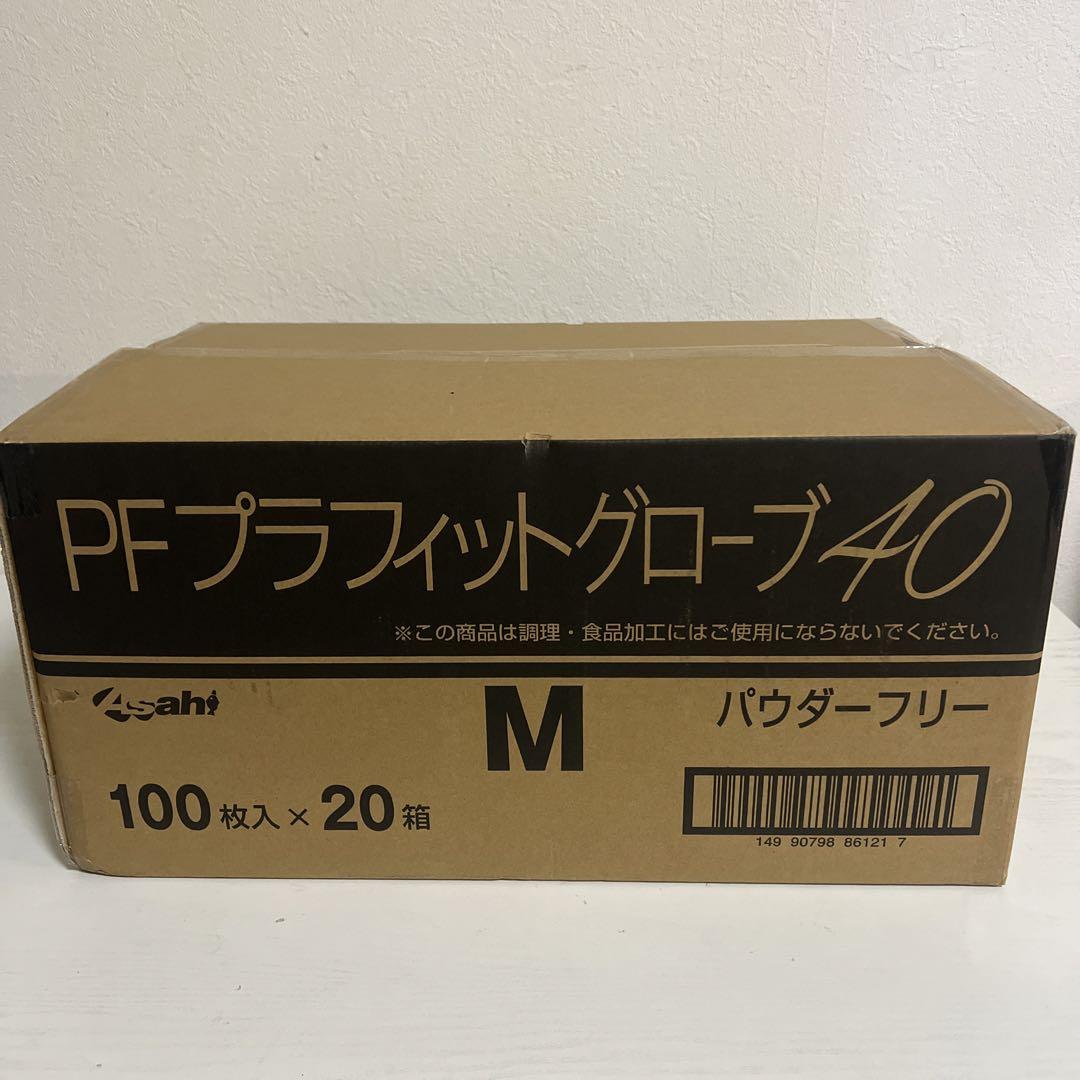 PFプラフィットグローブ40
※この商品は調理・食品加工にはご使用にならないでください。
Asahi
M
パウダーフリー
100枚入×20箱
149 90798 86121 7